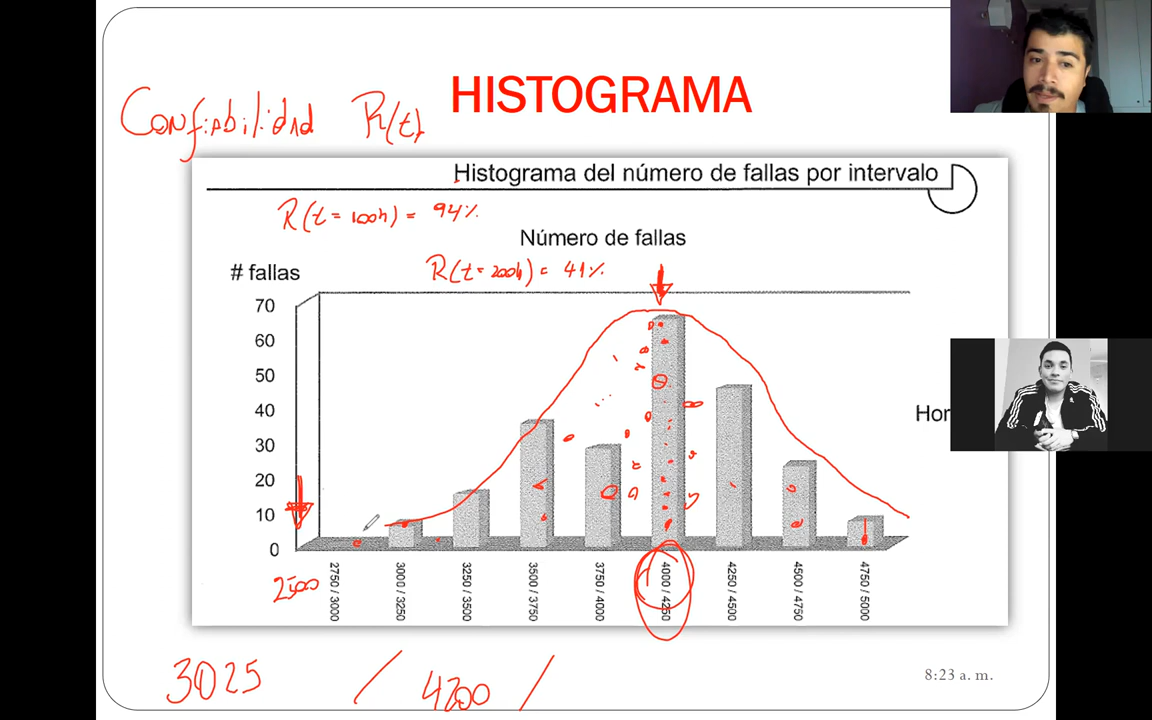 HISTOGRAMA
Confiabilidad R(t)
Histograma del número de fallas por intervalo
R(t = 100h) = 94%
Número de fallas
R(t = 200h) = 41%
# fallas
70
60
50
40
30
20
10
0
Hor
2500
2750 / 3000
3000 / 3250
3250 / 3500
3500 / 3750
3750 / 4000
4000 / 4250
4250 / 4500
4500 / 4750
4750 / 5000
3025 / 4200 /
8:23 a. m.